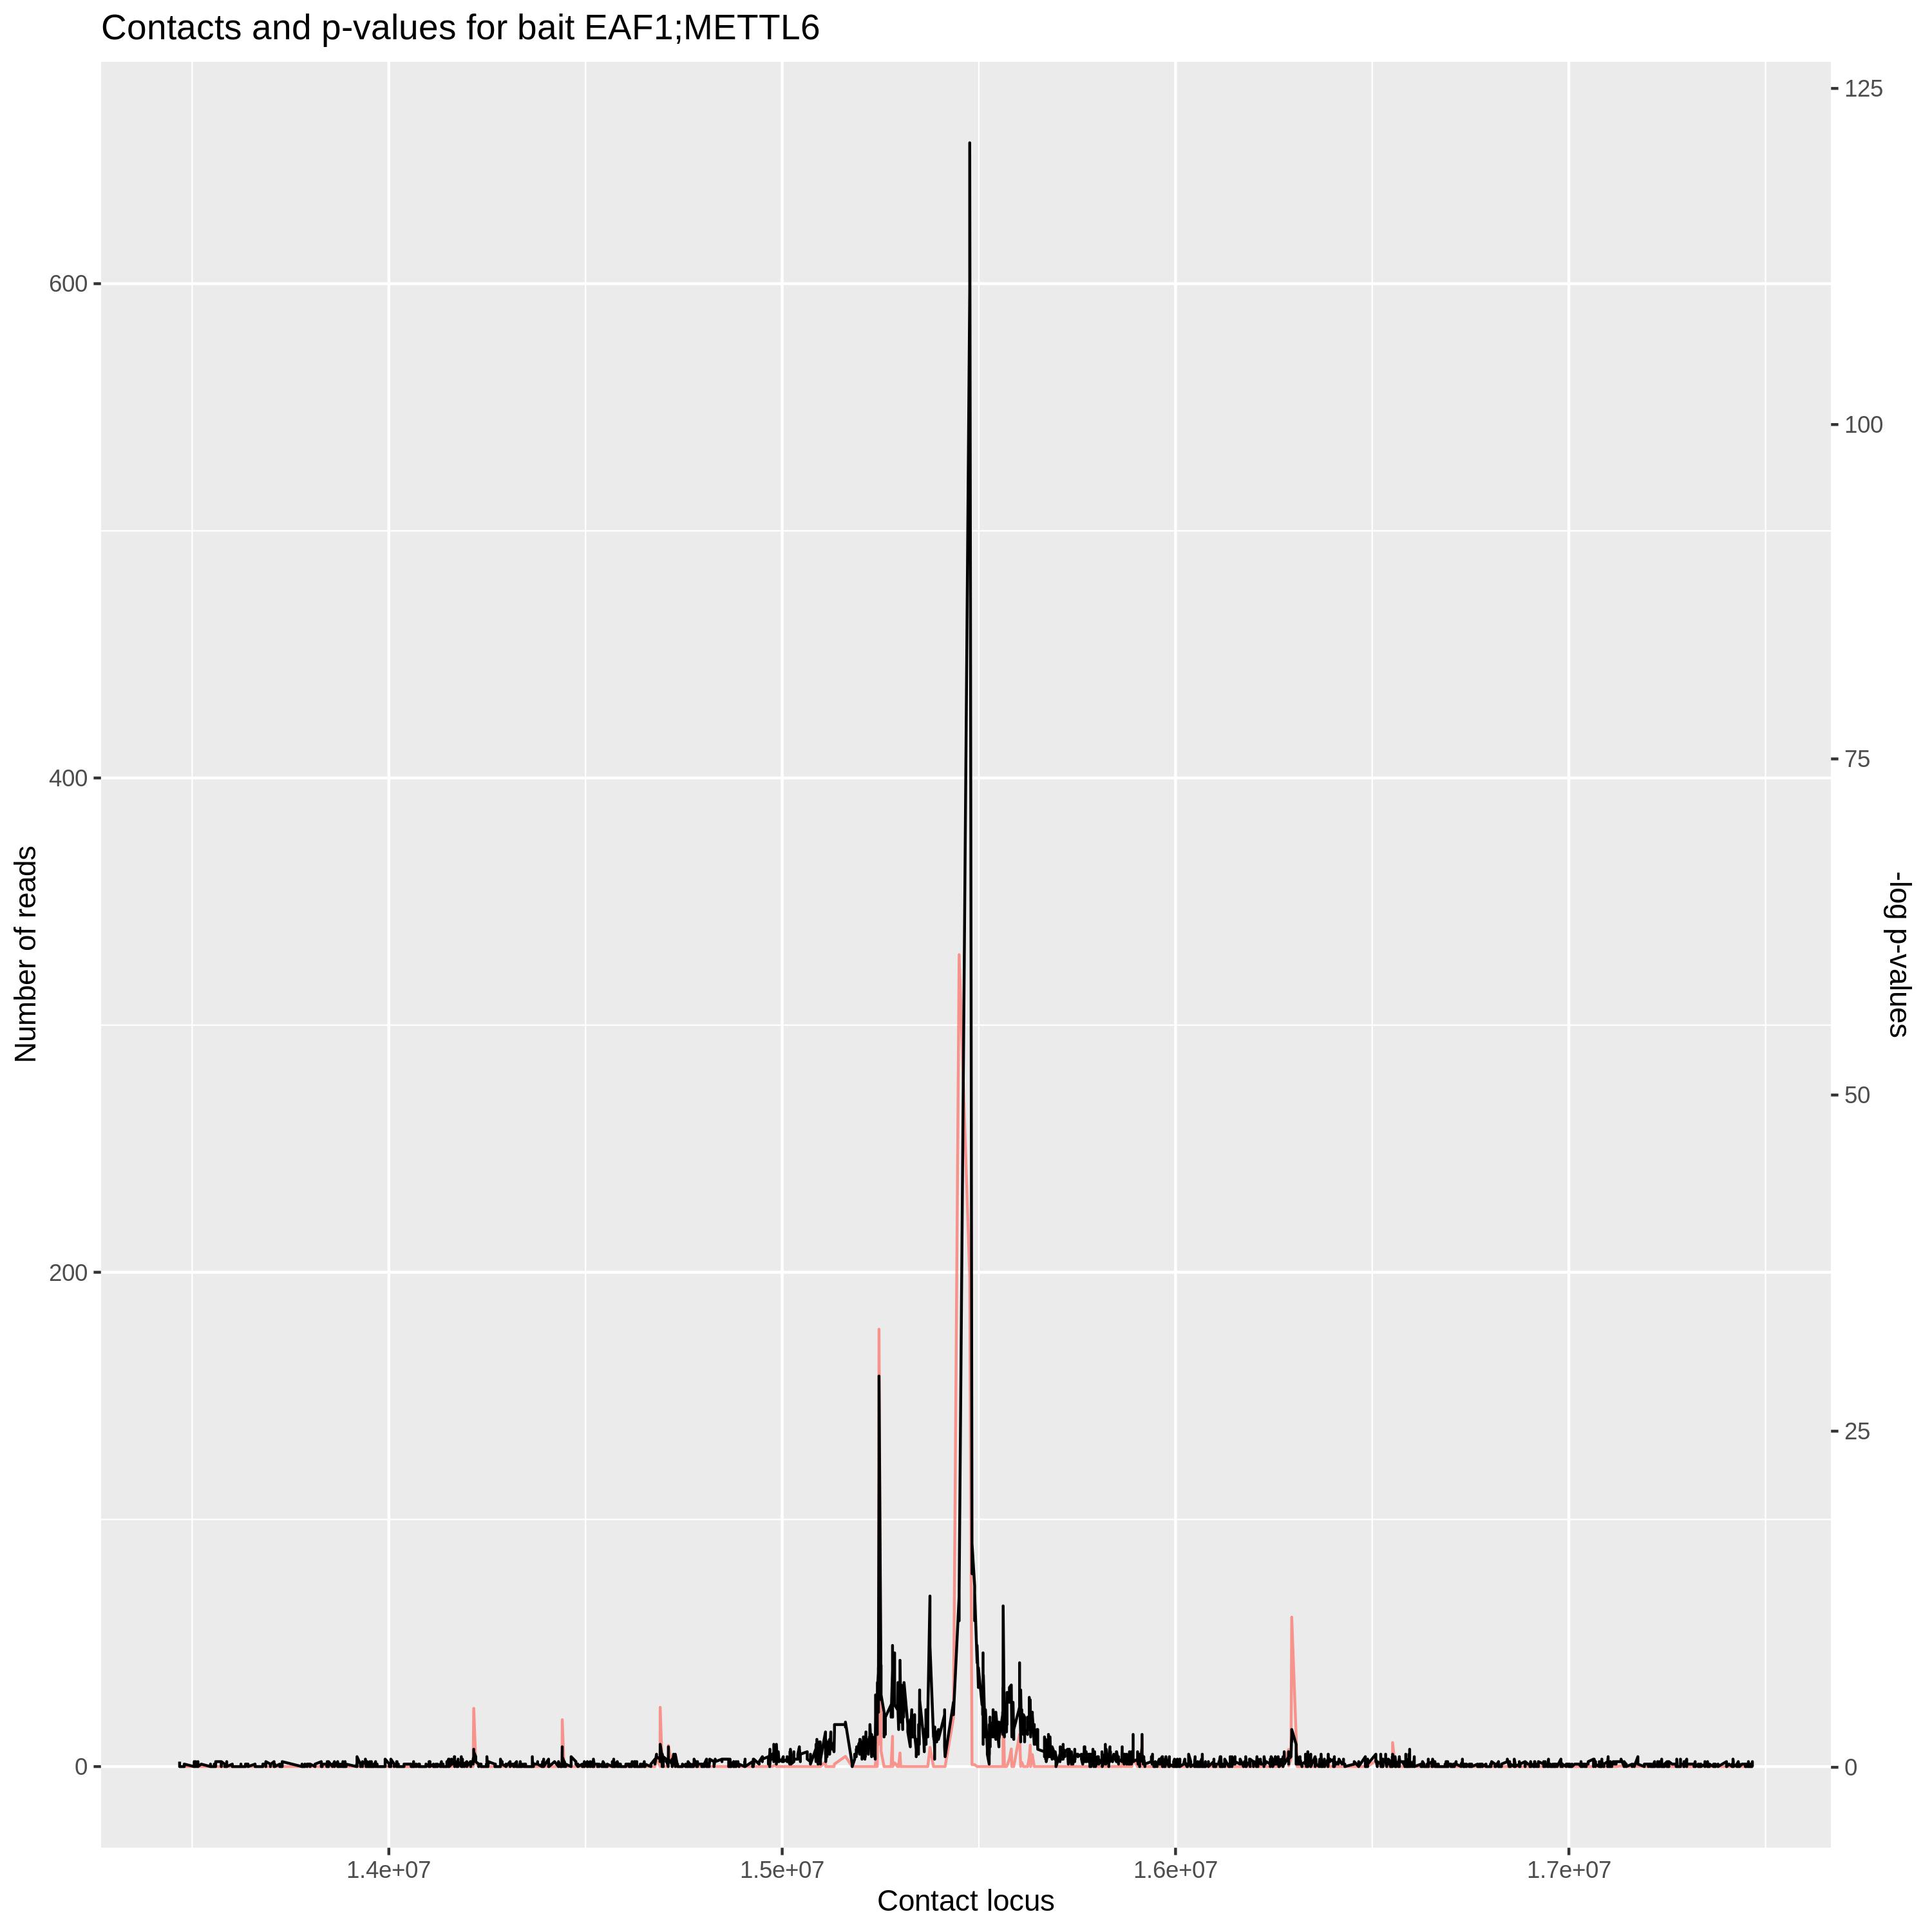 Contacts and p-values for bait EAF1;METTL6
125
600
100
400
75
Number of reads
-log p-values
50
200
25
0
0
1.4e+07
1.5e+07
1.6e+07
1.7e+07
Contact locus